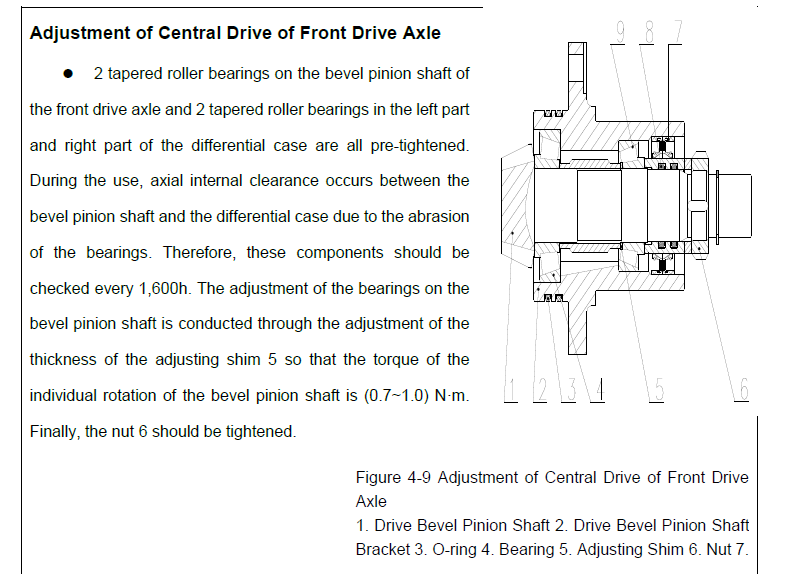 Adjustment of Central Drive of Front Drive Axle
● 2 tapered roller bearings on the bevel pinion shaft of
the front drive axle and 2 tapered roller bearings in the left part
and right part of the differential case are all pre-tightened.
During the use, axial internal clearance occurs between the
bevel pinion shaft and the differential case due to the abrasion
of the bearings. Therefore, these components should be
checked every 1,600h. The adjustment of the bearings on the
bevel pinion shaft is conducted through the adjustment of the
thickness of the adjusting shim 5 so that the torque of the
individual rotation of the bevel pinion shaft is (0.7~1.0) N·m.
Finally, the nut 6 should be tightened.
9 8 7
1 2 3 4 5 6
Figure 4-9 Adjustment of Central Drive of Front Drive
Axle
1. Drive Bevel Pinion Shaft 2. Drive Bevel Pinion Shaft
Bracket 3. O-ring 4. Bearing 5. Adjusting Shim 6. Nut 7.